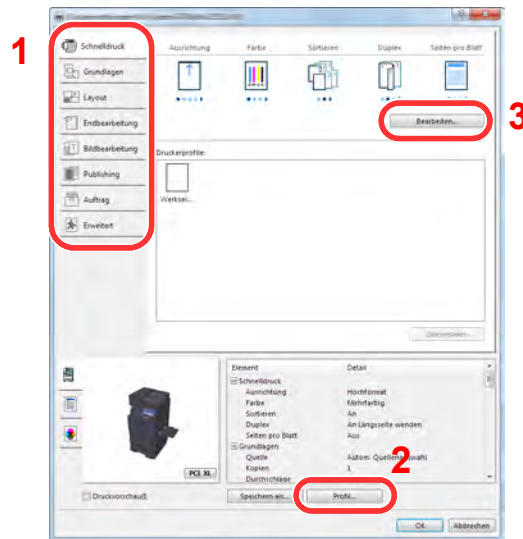 1
Schnelldruck
Grundlagen
Layout
Endbearbeitung
Bildbearbeitung
Publishing
Auftrag
Erweitert
Ausrichtung Farbe Sortieren Duplex Seiten pro Blatt
Bearbeiten...
3
Druckerprofile:
Werksei...
Element Detail
Schnelldruck
Ausrichtung Hochformat
Farbe Mehrfarbig
Sortieren An
Duplex An Längsseite wenden
Seiten pro Blatt Aus
Grundlagen
Quelle Autom. Quellenauswahl
Kopien 1
Durchschläge
2
PCL XL
Druckvorschau
Speichern als... Profil...
OK Abbrechen